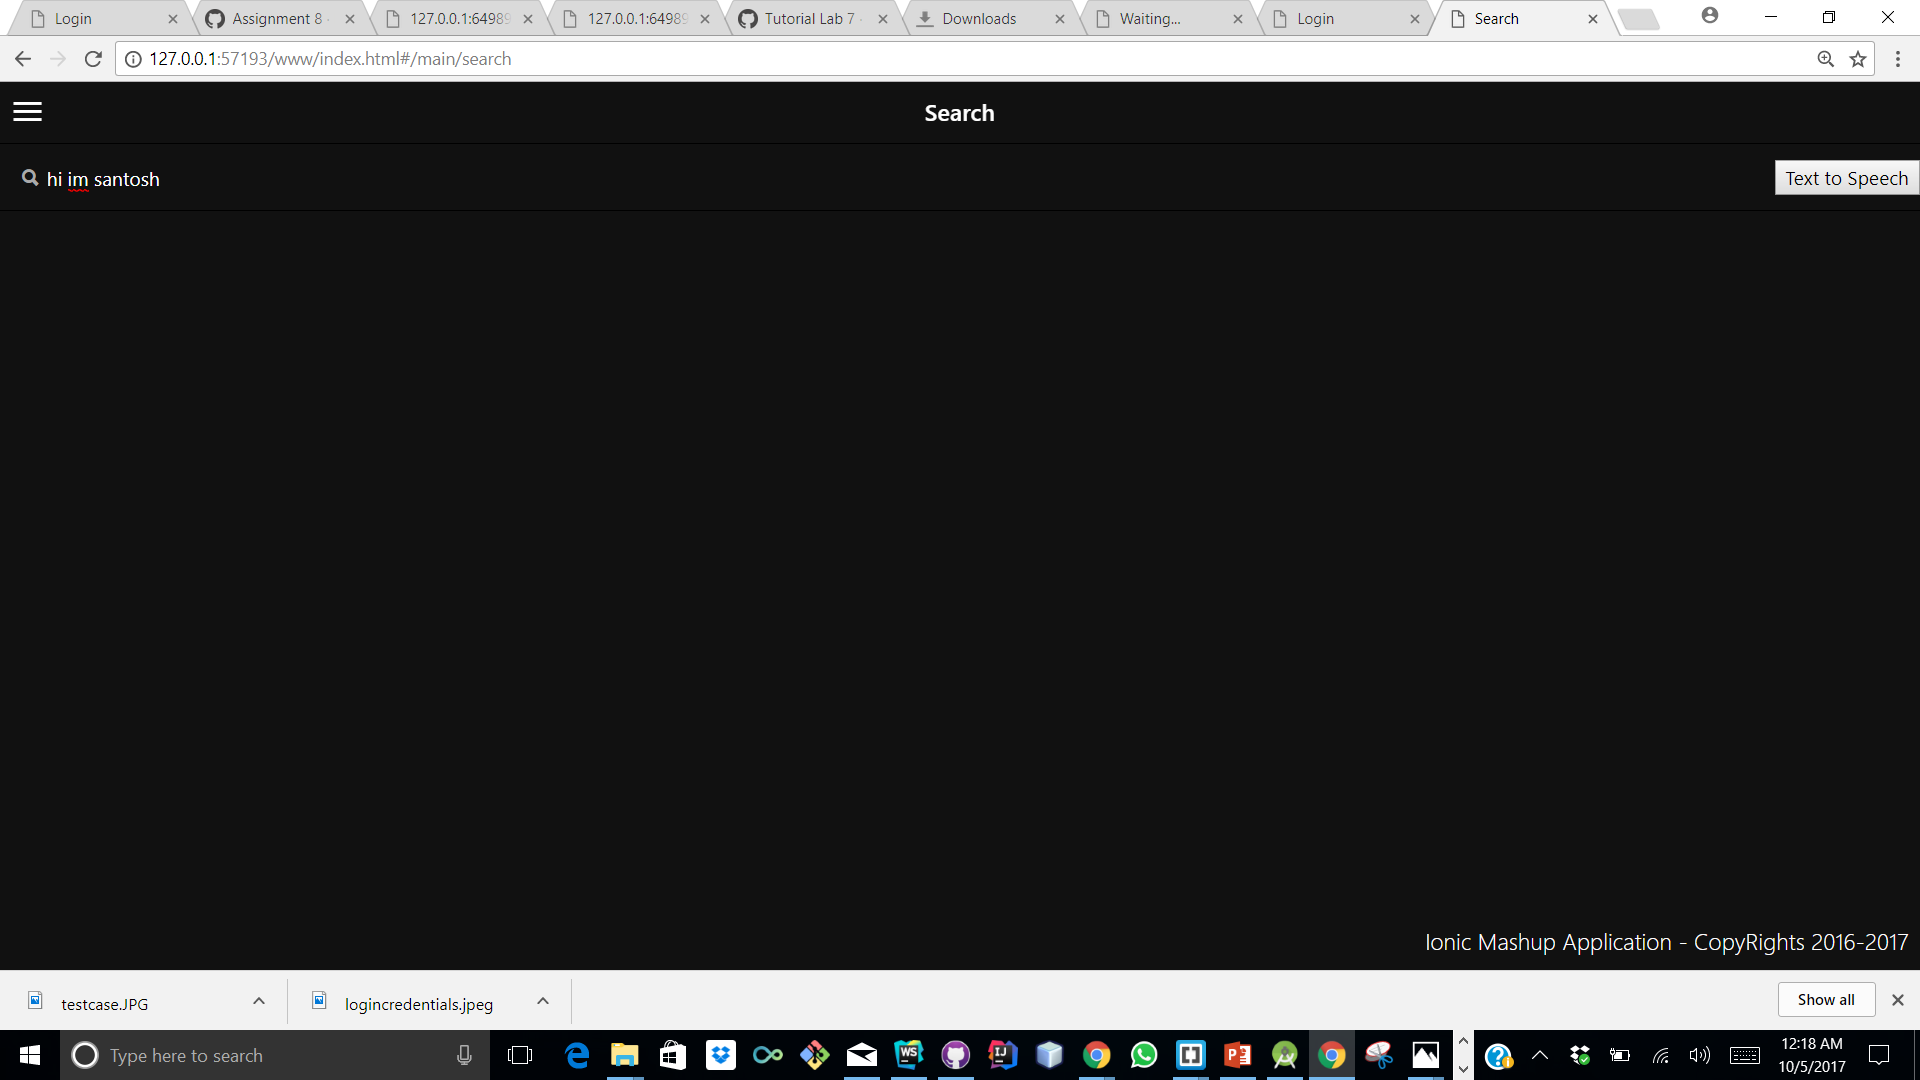 Login
Assignment 8
127.0.0.1:64989
127.0.0.1:64989
Tutorial Lab 7
Downloads
Waiting...
Login
Search
127.0.0.1:57193/www/index.html#/main/search
Search
hi im santosh
Text to Speech
Ionic Mashup Application - CopyRights 2016-2017
testcase.JPG
logincredentials.jpeg
Show all
Type here to search
WS
IJ
12:18 AM
10/5/2017